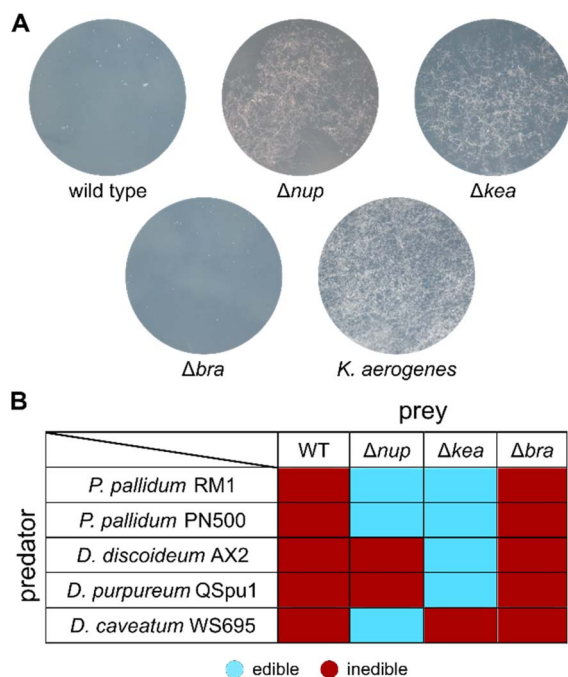 A
wild type
Δnup
Δkea
Δbra
K. aerogenes
B
prey
WT Δnup Δkea Δbra
predator
P. pallidum RM1
P. pallidum PN500
D. discoideum AX2
D. purpureum QSpu1
D. caveatum WS695
edible inedible